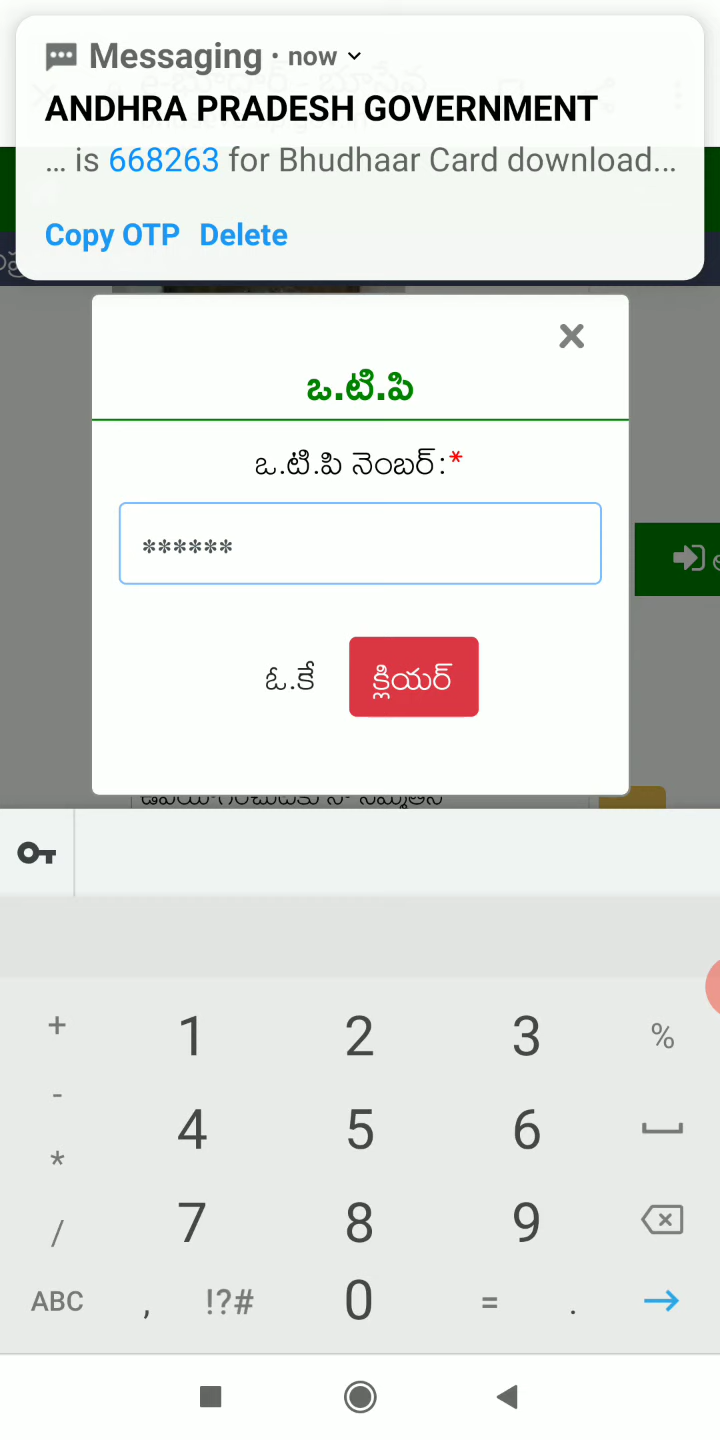 Messaging · now
ANDHRA PRADESH GOVERNMENT
... is 668263 for Bhudhaar Card download...
Copy OTP Delete
ఒ.టి.పి
ఒ.టి.పి నెంబర్:*
******
ఓ.కే క్లియర్
+ 1 2 3 %
- 4 5 6
*
/ 7 8 9
ABC , !?# 0 = .